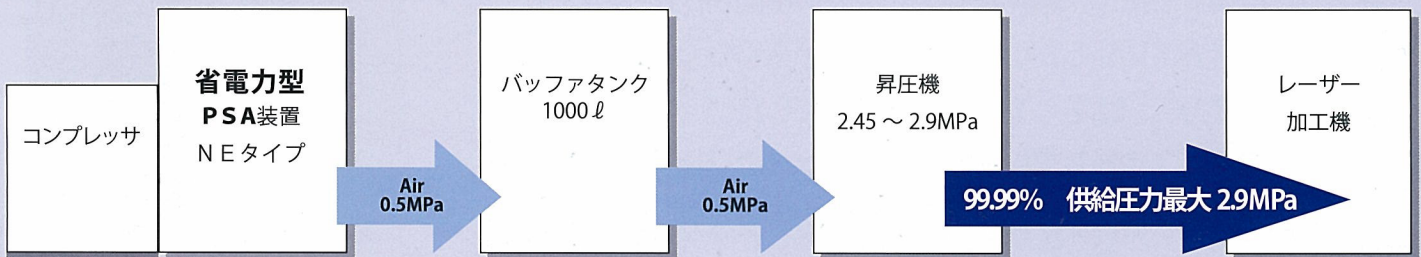 コンプレッサ
省電力型
PSA装置
NEタイプ
Air
0.5MPa
バッファタンク
1000ℓ
Air
0.5MPa
昇圧機
2.45～2.9MPa
99.99% 供給圧力最大 2.9MPa
レーザー
加工機